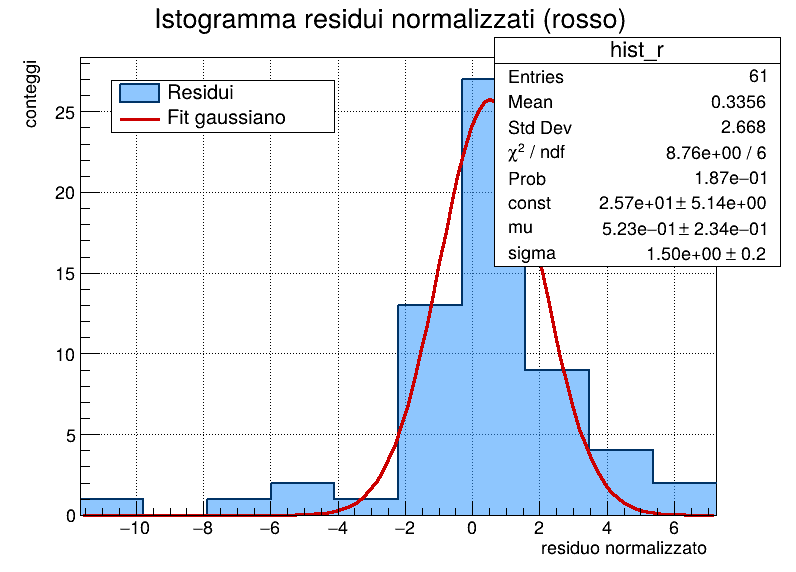 Istogramma residui normalizzati (rosso)
conteggi
hist_r
Entries 61
Mean 0.3356
Std Dev 2.668
χ² / ndf 8.76e+00 / 6
Prob 1.87e−01
const 2.57e+01 ± 5.14e+00
mu 5.23e−01 ± 2.34e−01
sigma 1.50e+00 ± 0.2
Residui
Fit gaussiano
25
20
15
10
5
0
−10 −8 −6 −4 −2 0 2 4 6
residuo normalizzato